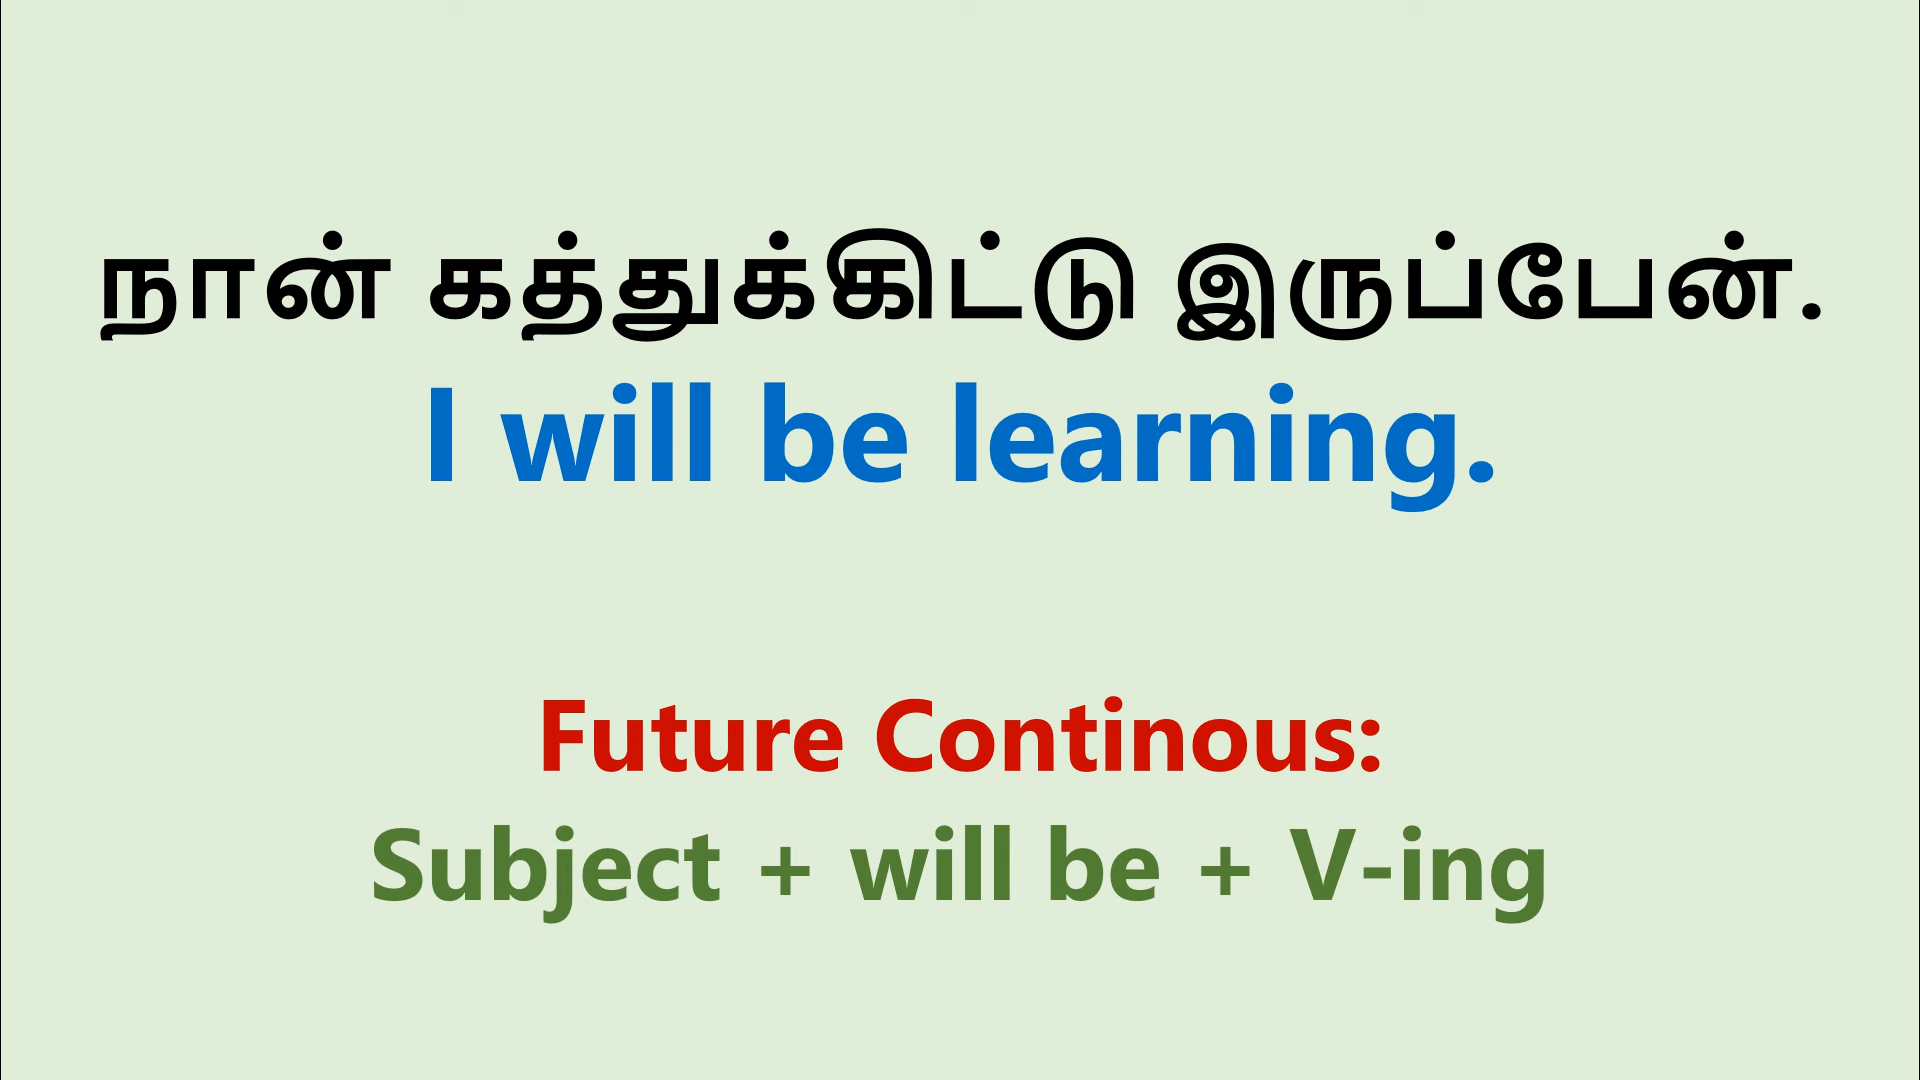 நான் கத்துக்கிட்டு இருப்பேன்.
I will be learning.
Future Continous:
Subject + will be + V-ing